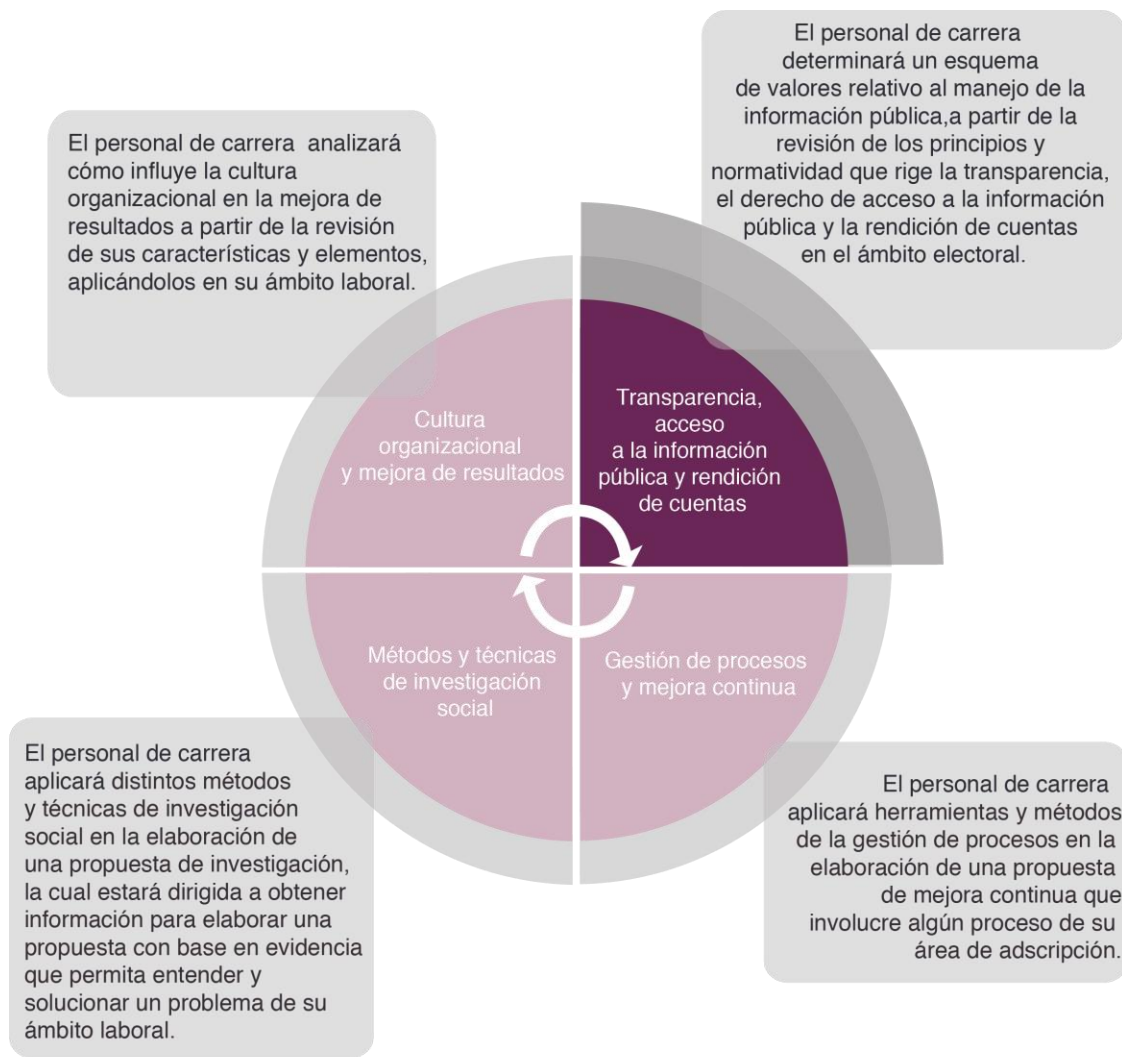 El personal de carrera analizará
cómo influye la cultura
organizacional en la mejora de
resultados a partir de la revisión
de sus características y elementos,
aplicándolos en su ámbito laboral.
El personal de carrera
determinará un esquema
de valores relativo al manejo de la
información pública,a partir de la
revisión de los principios y
normatividad que rige la transparencia,
el derecho de acceso a la información
pública y la rendición de cuentas
en el ámbito electoral.
Cultura
organizacional
y mejora de resultados
Transparencia,
acceso
a la información
pública y rendición
de cuentas
Métodos y técnicas
de investigación
social
Gestión de procesos
y mejora continua
El personal de carrera
aplicará distintos métodos
y técnicas de investigación
social en la elaboración de
una propuesta de investigación,
la cual estará dirigida a obtener
información para elaborar una
propuesta con base en evidencia
que permita entender y
solucionar un problema de su
ámbito laboral.
El personal de carrera
aplicará herramientas y métodos
de la gestión de procesos en la
elaboración de una propuesta
de mejora continua que
involucre algún proceso de su
área de adscripción.